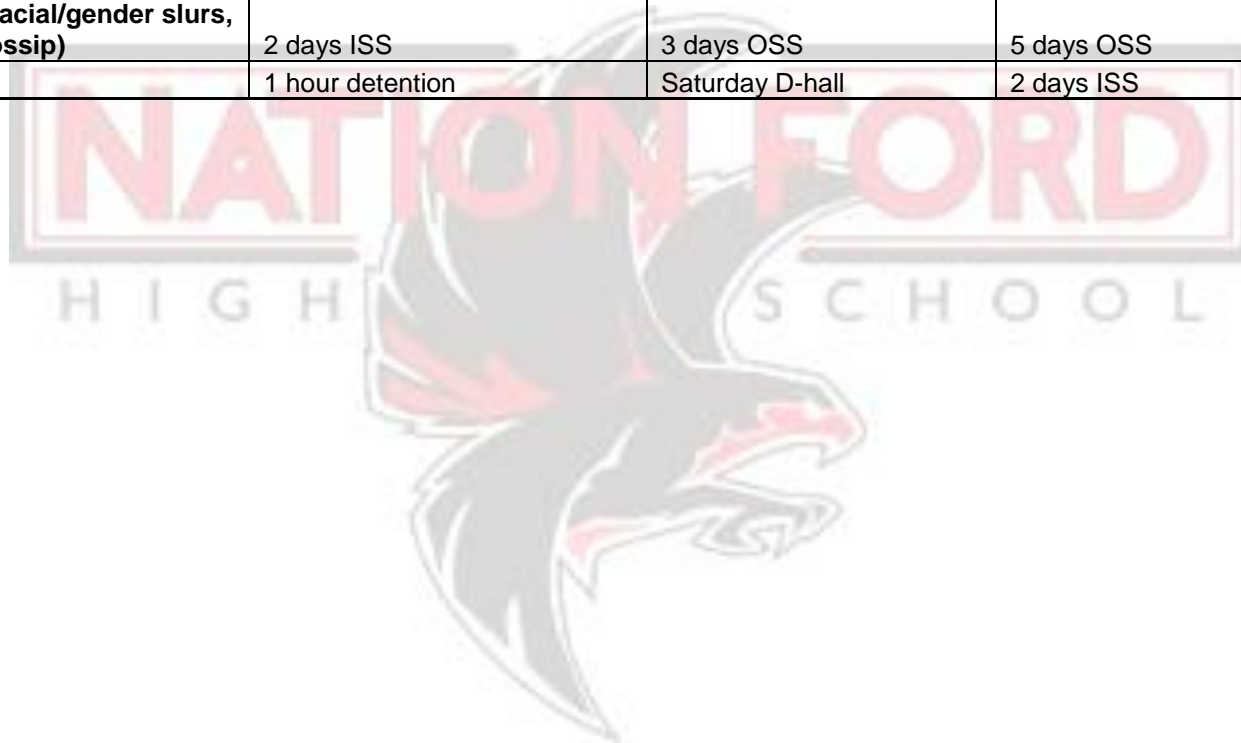 acial/gender slurs,
ossip) 2 days ISS 3 days OSS 5 days OSS
1 hour detention Saturday D-hall 2 days ISS
NATION FORD
HIGH SCHOOL